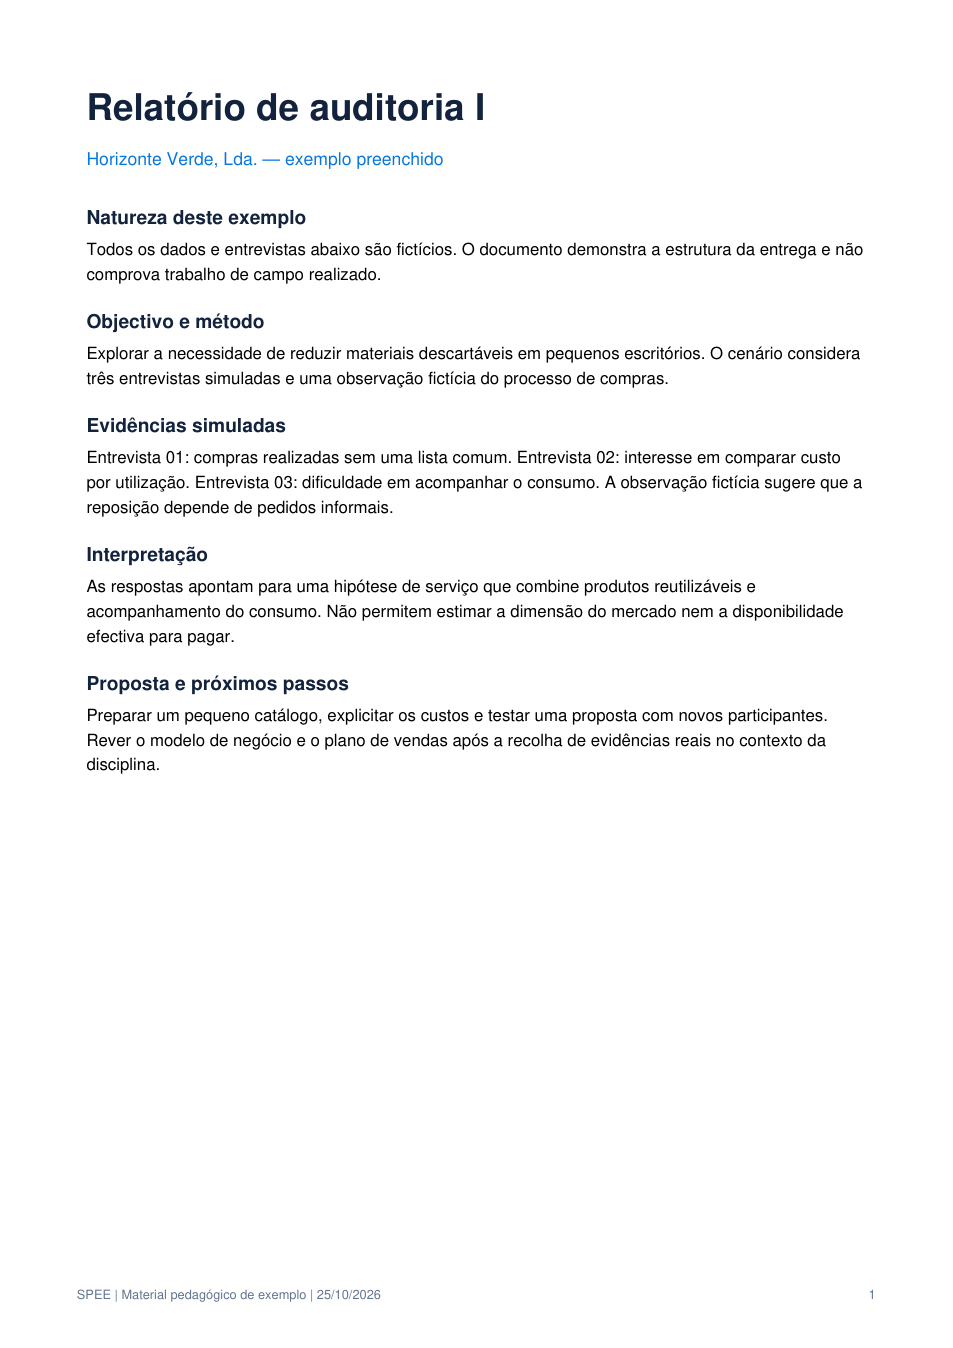 Relatório de auditoria I
Horizonte Verde, Lda. — exemplo preenchido
Natureza deste exemplo
Todos os dados e entrevistas abaixo são fictícios. O documento demonstra a estrutura da entrega e não
comprova trabalho de campo realizado.
Objectivo e método
Explorar a necessidade de reduzir materiais descartáveis em pequenos escritórios. O cenário considera
três entrevistas simuladas e uma observação fictícia do processo de compras.
Evidências simuladas
Entrevista 01: compras realizadas sem uma lista comum. Entrevista 02: interesse em comparar custo
por utilização. Entrevista 03: dificuldade em acompanhar o consumo. A observação fictícia sugere que a
reposição depende de pedidos informais.
Interpretação
As respostas apontam para uma hipótese de serviço que combine produtos reutilizáveis e
acompanhamento do consumo. Não permitem estimar a dimensão do mercado nem a disponibilidade
efectiva para pagar.
Proposta e próximos passos
Preparar um pequeno catálogo, explicitar os custos e testar uma proposta com novos participantes.
Rever o modelo de negócio e o plano de vendas após a recolha de evidências reais no contexto da
disciplina.
SPEE | Material pedagógico de exemplo | 25/10/2026 1